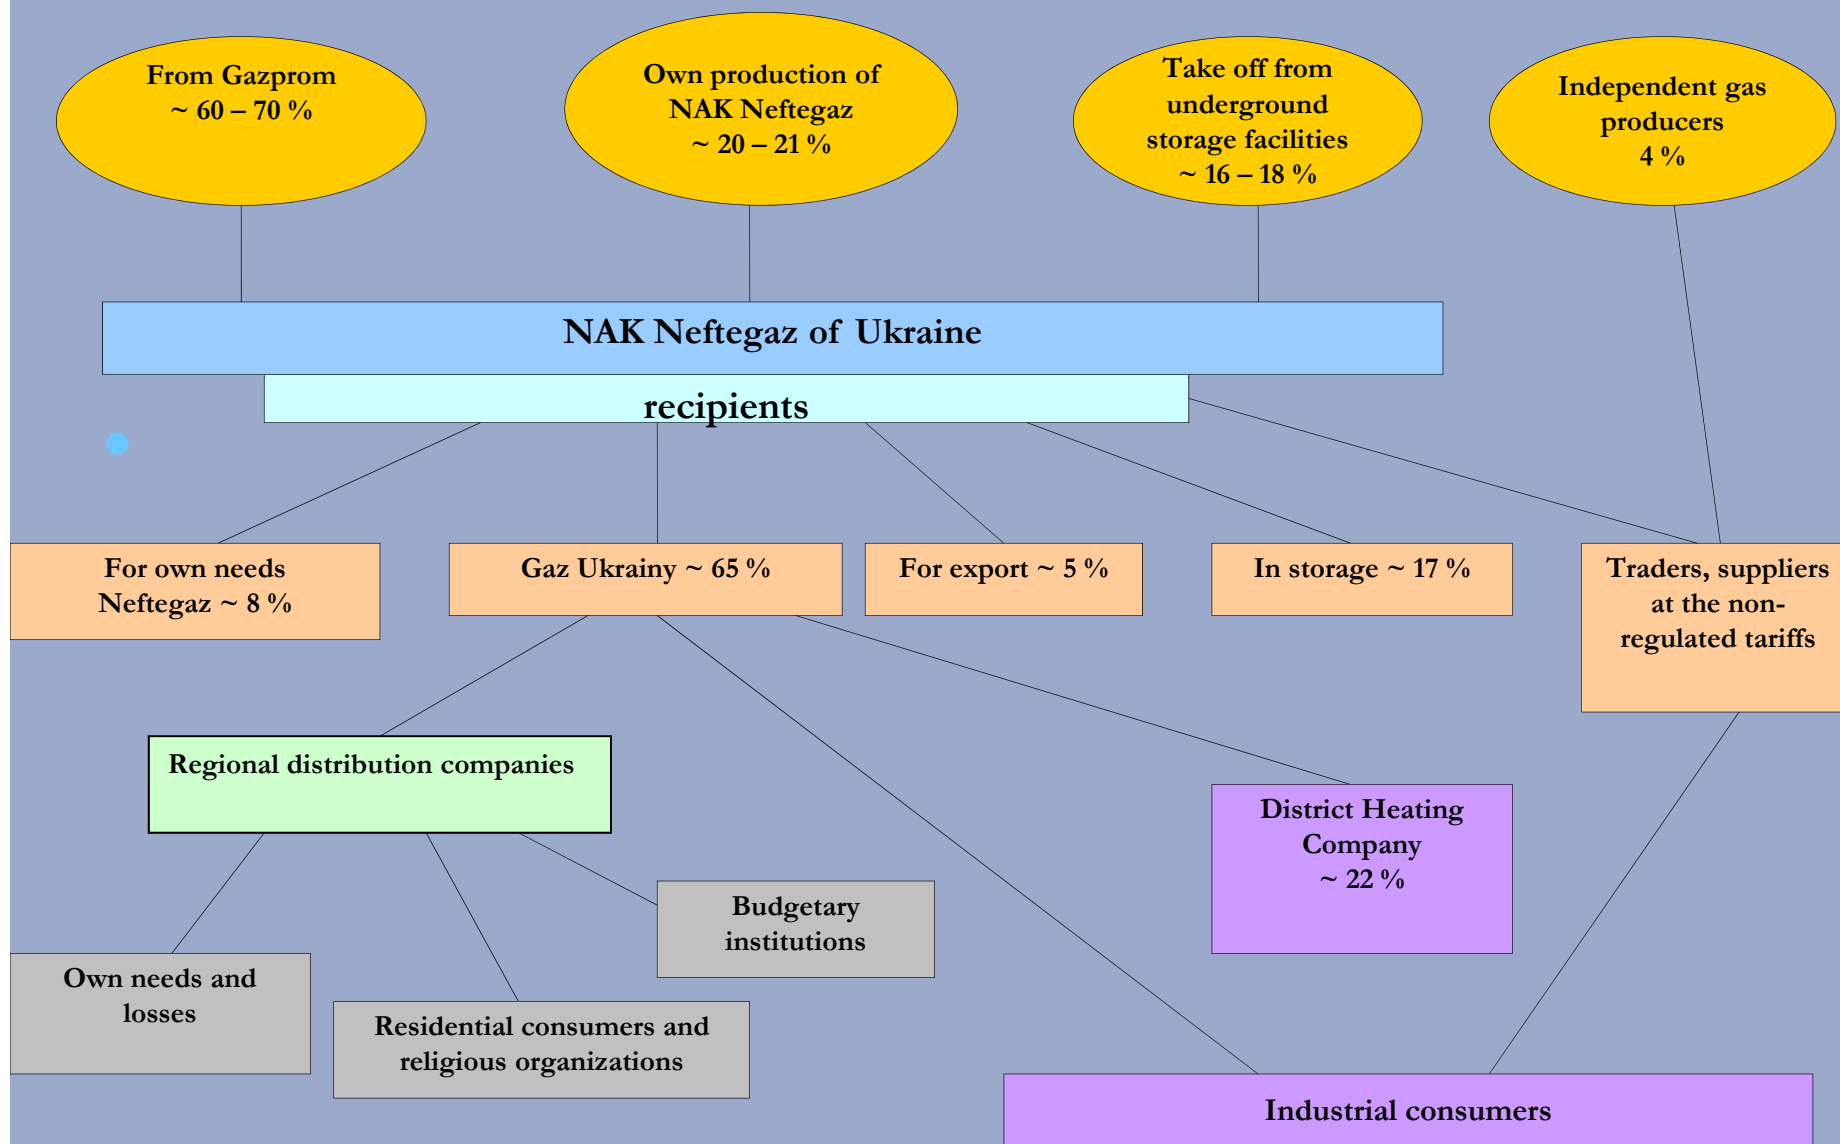 From Gazprom
~ 60 – 70 %
Own production of
NAK Neftegaz
~ 20 – 21 %
Take off from
underground
storage facilities
~ 16 – 18 %
Independent gas
producers
4 %
NAK Neftegaz of Ukraine
recipients
For own needs
Neftegaz ~ 8 %
Gaz Ukrainy ~ 65 %
For export ~ 5 %
In storage ~ 17 %
Traders, suppliers
at the non-
regulated tariffs
Regional distribution companies
District Heating
Company
~ 22 %
Budgetary
institutions
Own needs and
losses
Residential consumers and
religious organizations
Industrial consumers